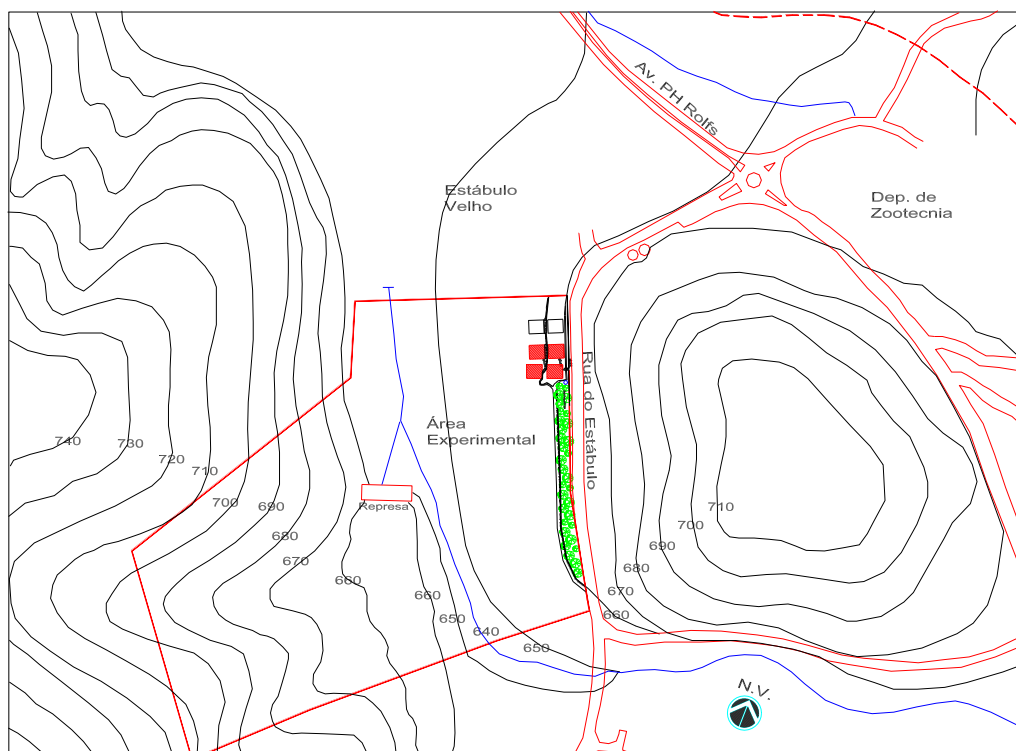 Av. PH Rolfs
Estábulo
Velho
Dep. de
Zootecnia
Rua do Estábulo
Área
Experimental
740
730
720
710
700
690
680
670
660
Represa
660
650
640
650
710
700
690
680
670
660
N.V.